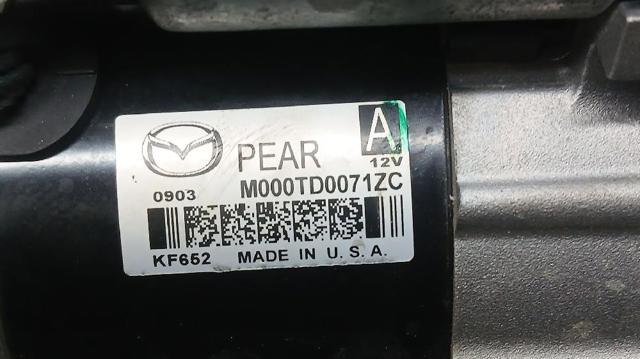 PEAR A
12V
0903 M000TD0071ZC
KF652 MADE IN U.S.A.